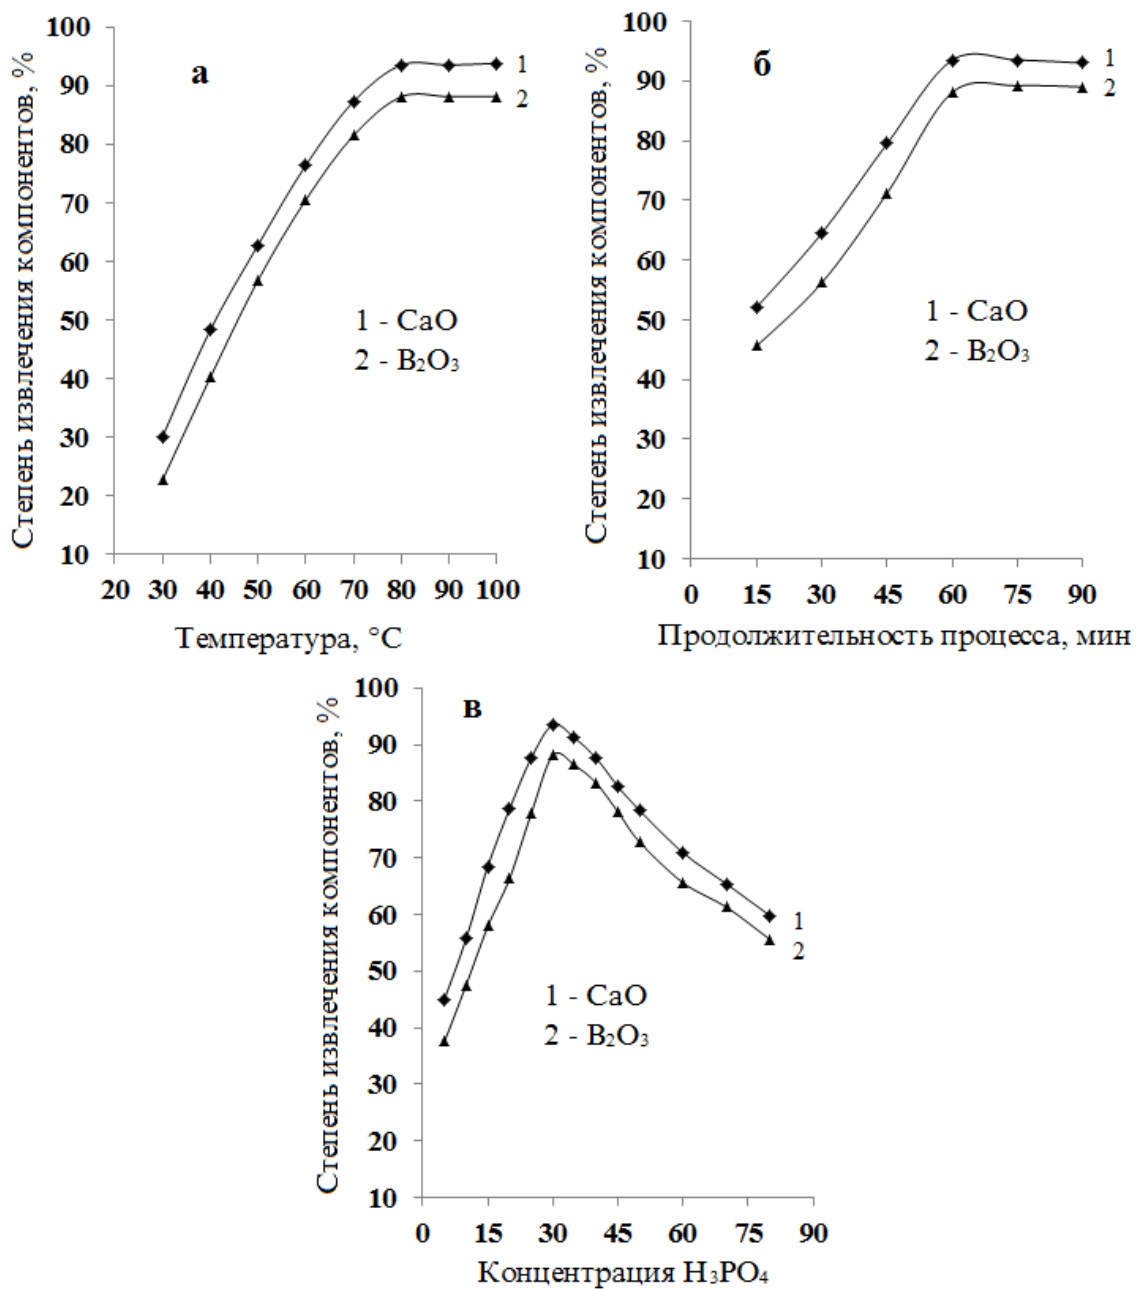 Степень извлечения компонентов, %
100
90
80
70
60
50
40
30
20
10
а
1
2
1 - CaO
2 - B₂O₃
20 30 40 50 60 70 80 90 100
Температура, °C
Степень извлечения компонентов, %
100
90
80
70
60
50
40
30
20
10
б
1
2
1 - CaO
2 - B₂O₃
0 15 30 45 60 75 90
Продолжительность процесса, мин
Степень извлечения компонентов, %
100
90
80
70
60
50
40
30
20
10
в
1
2
1 - CaO
2 - B₂O₃
0 15 30 45 60 75 90
Концентрация H₃PO₄